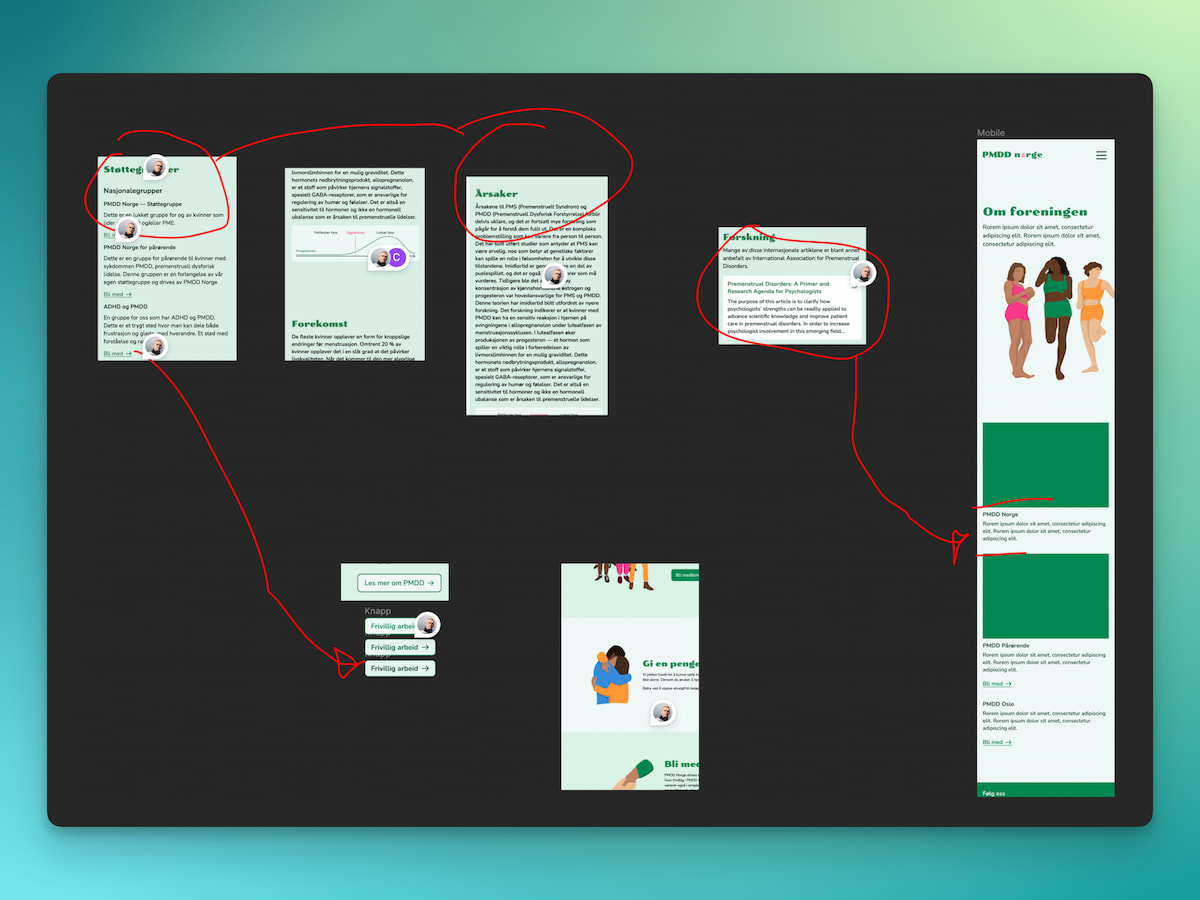 Støttegr er
Nasjonalegrupper
PMDD Norge — Støttegruppe
Dette er en lukket gruppe for og av kvinner som
lider og/eller PME.
Bli m
PMDD Norge for pårørende
Dette er en gruppe for pårørende til kvinner med
sykdommen PMDD, premenstruell dysforisk
lidelse. Denne gruppen er en forlengelse av vår
egen støttegruppe og drives av PMDD Norge
Bli med →
ADHD og PMDD
En gruppe for oss som har ADHD og PMDD.
Dette er et trygt sted hvor man kan dele både
frustrasjon og gleder med hverandre. Et sted med
forståelse og
Bli med →
livmorslimhinnen for en mulig graviditet. Dette
hormonets nedbrytningsprodukt, allopregnanolon,
er et stoff som påvirker hjernens signalstoffer,
spesielt GABA-reseptorer, som er ansvarlige for
regulering av humør og følelser. Det er altså en
sensitivitet til hormoner og ikke en hormonell
ubalanse som er årsaken til premenstruelle lidelser.
Follikulær fase Eggløsning Luteal fase
Progesteron
C
Forekomst
De fleste kvinner opplever en form for kroppslige
endringer før menstruasjon. Omtrent 20 % av
kvinner opplever det i en slik grad at det påvirker
livskvaliteten. Når det kommer til den mer alvorlige
Årsaker
Årsakene til PMS (Premenstruelt Syndrom) og
PMDD (Premenstruell Dysforisk Forstyrrelse) forblir
delvis uklare, og det er fortsatt mye forskning som
pågår for å forstå dem fullt ut. Det er en kompleks
problemstilling som kan variere fra person til person.
Det har blitt utført studier som antyder at PMS kan
være arvelig, noe som betyr at genetiske faktorer
kan spille en rolle i følsomheten for å utvikle disse
tilstandene. Imidlertid er gen en del av
puslespillet, og det er også er som må
vurderes. Tidligere ble det
konsentrasjon av kjønnshorm østrogen og
progesteron var hovedansvarlige for PMS og PMDD.
Denne teorien har imidlertid blitt utfordret av nyere
forskning. Det forskning indikerer er at kvinner med
PMDD kan ha en sensitiv reaksjon i hjernen på
svingningene i allopregnanolon under lutealfasen av
menstruasjonssyklusen. I lutealfasen øker
produksjonen av progesteron — et hormon som
spiller en viktig rolle i forberedelsen av
livmorslimhinnen for en mulig graviditet. Dette
hormonets nedbrytningsprodukt, allopregnanolon,
er et stoff som påvirker hjernens signalstoffer,
spesielt GABA-reseptorer, som er ansvarlige for
regulering av humør og følelser. Det er altså en
sensitivitet til hormoner og ikke en hormonell
ubalanse som er årsaken til premenstruelle lidelser.
Forskning
Mange av disse internasjonale artiklene er blant annet
anbefalt av International Association for Premenstrual
Disorders.
Premenstrual Disorders: A Primer and
Research Agenda for Psychologists
The purpose of this article is to clarify how
psychologists' strengths can be readily applied to
advance scientific knowledge and improve patient
care in premenstrual disorders. In order to increase
psychologist involvement in this emerging field...
Mobile
PMDD norge
Om foreningen
Rorem ipsum dolor sit amet, consectetur
adipiscing elit. Rorem ipsum dolor sit amet,
consectetur adipiscing elit.
PMDD Norge
Rorem ipsum dolor sit amet, consectetur adipiscing
elit. Rorem ipsum dolor sit amet, consectetur
adipiscing elit.
PMDD Pårørende
Rorem ipsum dolor sit amet, consectetur adipiscing
elit. Rorem ipsum dolor sit amet, consectetur
adipiscing elit.
Bli med →
PMDD Oslo
Rorem ipsum dolor sit amet, consectetur adipiscing
elit. Rorem ipsum dolor sit amet, consectetur
adipiscing elit.
Bli med →
Følg oss
Les mer om PMDD →
Knapp
Frivillig arbei
Frivillig arbeid →
Frivillig arbeid →
Bli medlem
Gi en penge
Bli med